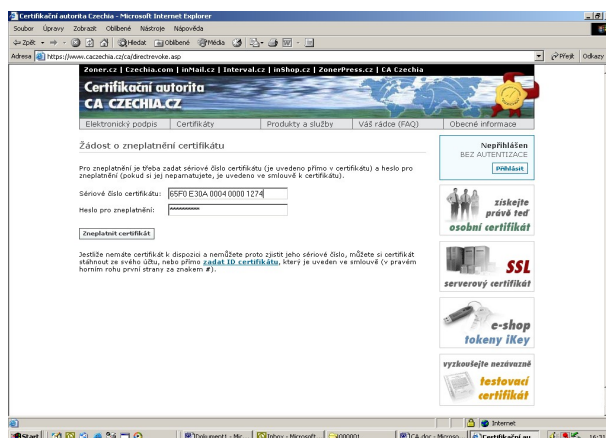 Certifikační autorita Czechia - Microsoft Internet Explorer
Soubor Úpravy Zobrazit Oblíbené Nástroje Nápověda
Zpět Hledat Oblíbené Média
Adresa https://www.caczechia.cz/ca/directrevoke.asp Přejít Odkazy
Zoner.cz | Czechia.com | inMail.cz | Interval.cz | inShop.cz | ZonerPress.cz | CA Czechia
Certifikační autorita
CA CZECHIA.CZ
Elektronický podpis Certifikáty Produkty a služby Váš rádce (FAQ) Obecné informace
Žádost o zneplatnění certifikátu
Pro zneplatnění je třeba zadat sériové číslo certifikátu (je uvedeno přímo v certifikátu) a heslo pro
zneplatnění (pokud si jej nepamatujete, je uvedeno ve smlouvě k certifikátu).
Sériové číslo certifikátu: 65F0 E30A 0004 0000 1274
Heslo pro zneplatnění: **********
Zneplatnit certifikát
Jestliže nemáte certifikát k dispozici a nemůžete proto zjistit jeho sériové číslo, můžete si certifikát
stáhnout ze svého účtu, nebo přímo zadat ID certifikátu, který je uveden ve smlouvě (v pravém
horním rohu první strany za znakem #).
Nepřihlášen
BEZ AUTENTIZACE
Přihlásit
získejte
právě teď
osobní certifikát
SSL
serverový certifikát
e-shop
tokeny iKey
vyzkoušejte nezávazně
testovací
certifikát
Internet
Start Dokument1 - Mic... Inbox - Microsoft ... CA.doc - Microso... Certifikační au...